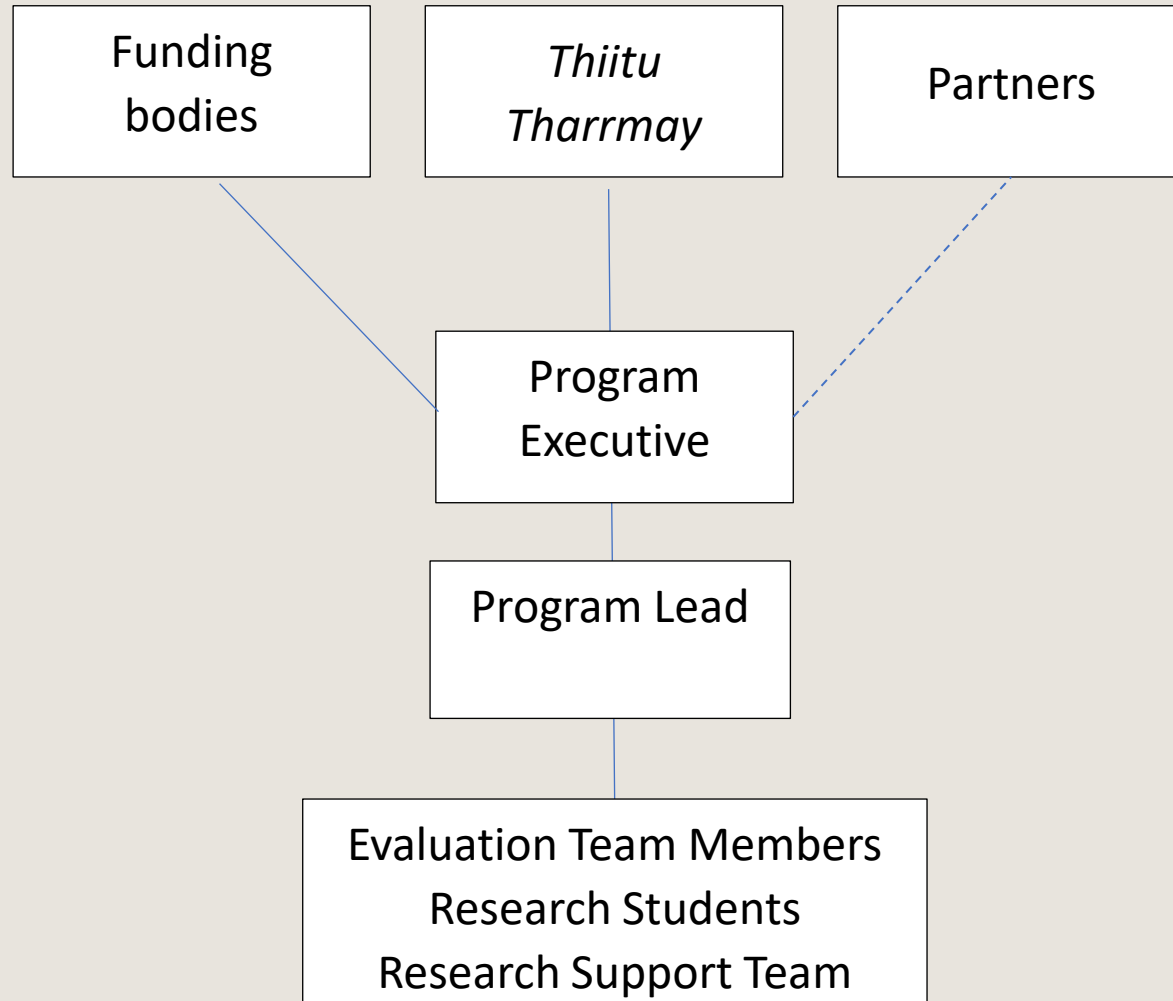 Funding
bodies
Thiitu
Tharrmay
Partners
Program
Executive
Program Lead
Evaluation Team Members
Research Students
Research Support Team